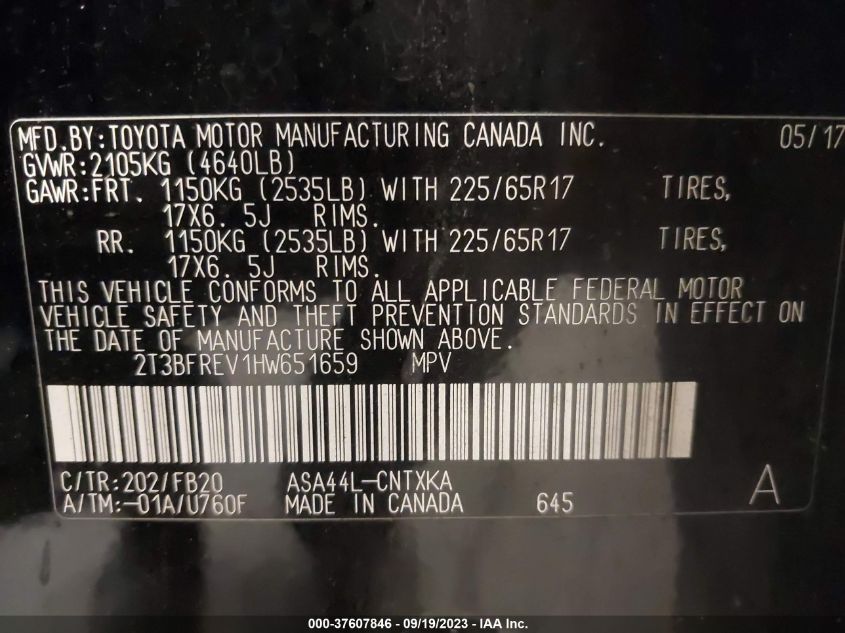 MFD.BY:TOYOTA MOTOR MANUFACTURING CANADA INC. 05/17
GVWR:2105KG (4640LB)
GAWR:FRT. 1150KG (2535LB) WITH 225/65R17 TIRES,
17X6. 5J RIMS.
RR. 1150KG (2535LB) WITH 225/65R17 TIRES,
17X6. 5J RIMS.
THIS VEHICLE CONFORMS TO ALL APPLICABLE FEDERAL MOTOR
VEHICLE SAFETY AND THEFT PREVENTION STANDARDS IN EFFECT ON
THE DATE OF MANUFACTURE SHOWN ABOVE.
2T3BFREV1HW651659 MPV
C/TR:202/FB20 ASA44L-CNTXKA
A/TM:-01A/U760F MADE IN CANADA 645 A
000-37607846 - 09/19/2023 - IAA Inc.